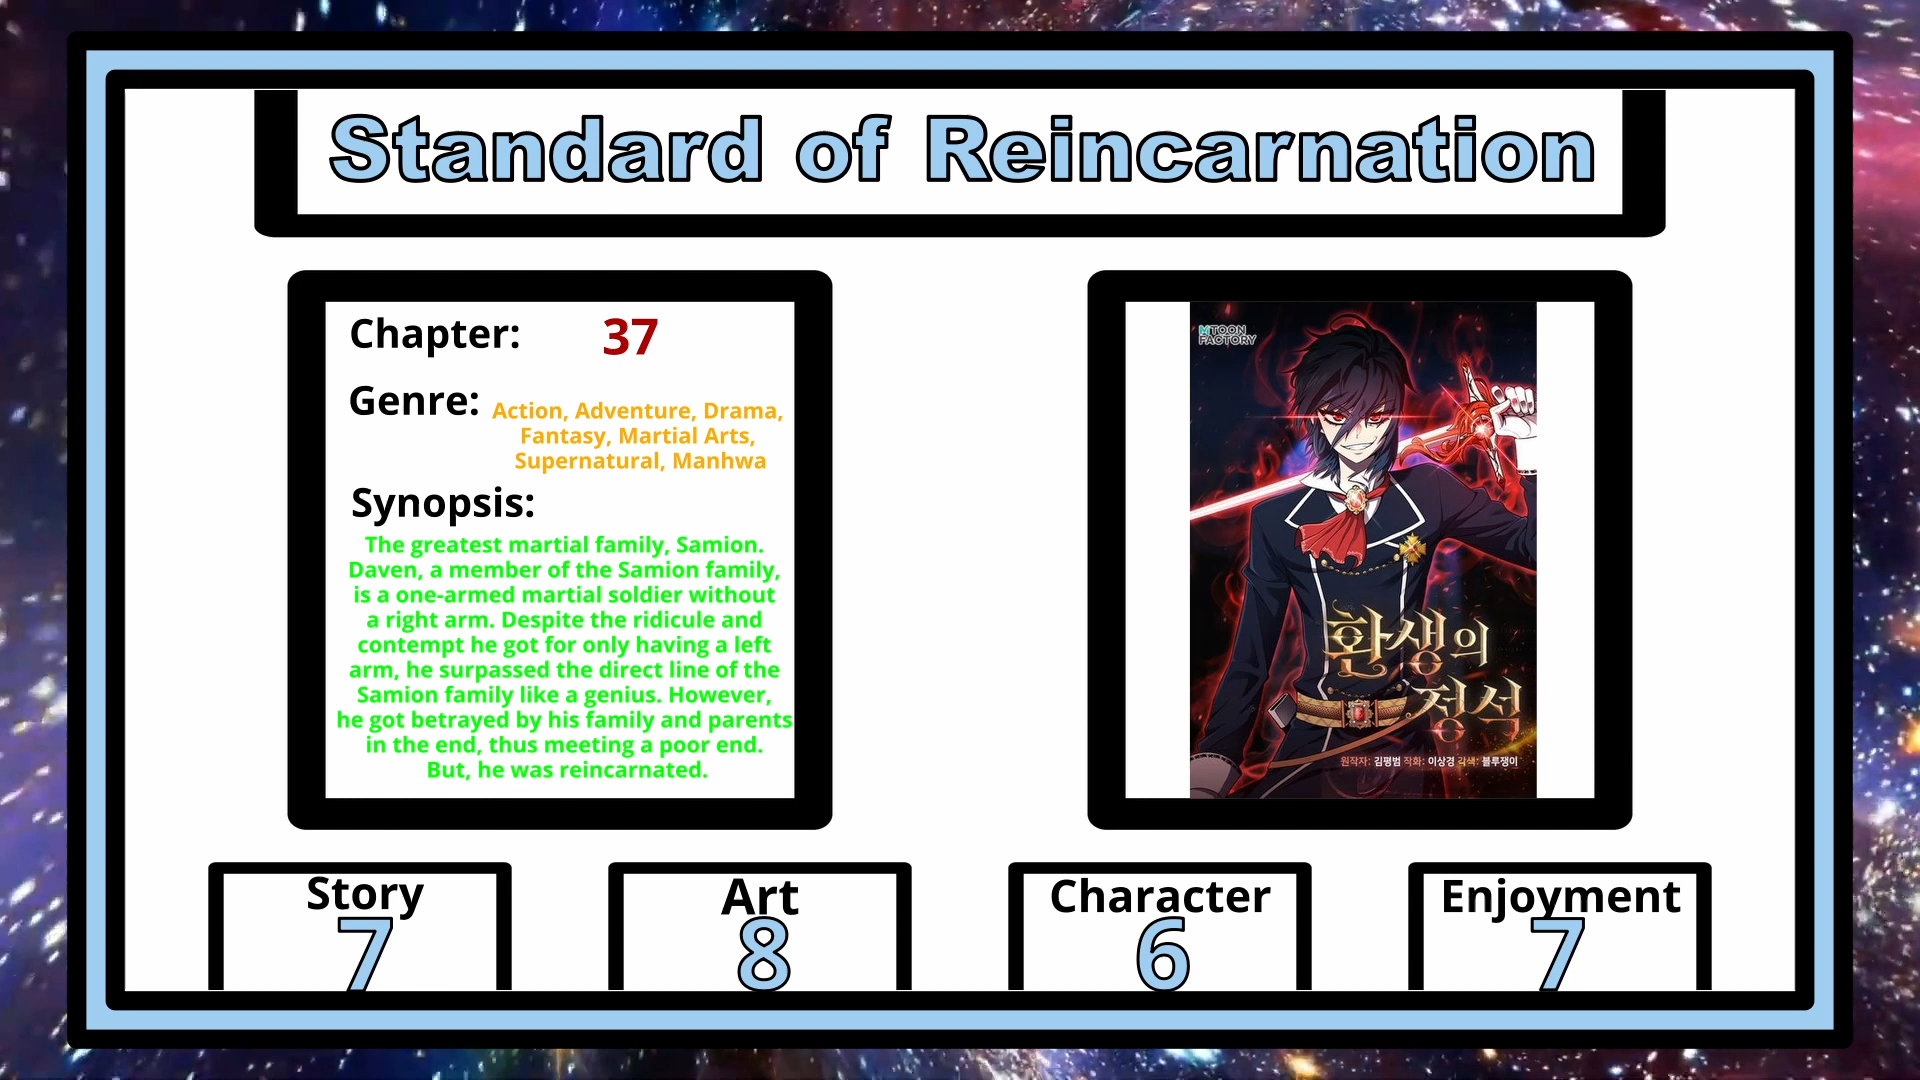 Standard of Reincarnation
Chapter: 37
Genre: Action, Adventure, Drama,
Fantasy, Martial Arts,
Supernatural, Manhwa
Synopsis:
The greatest martial family, Samion.
Daven, a member of the Samion family,
is a one-armed martial soldier without
a right arm. Despite the ridicule and
contempt he got for only having a left
arm, he surpassed the direct line of the
Samion family like a genius. However,
he got betrayed by his family and parents
in the end, thus meeting a poor end.
But, he was reincarnated.
MTOON
FACTORY
환생의
정석
원작자: 김평범 작화: 이상경 각색: 블루쟁이
Story
7
Art
8
Character
6
Enjoyment
7